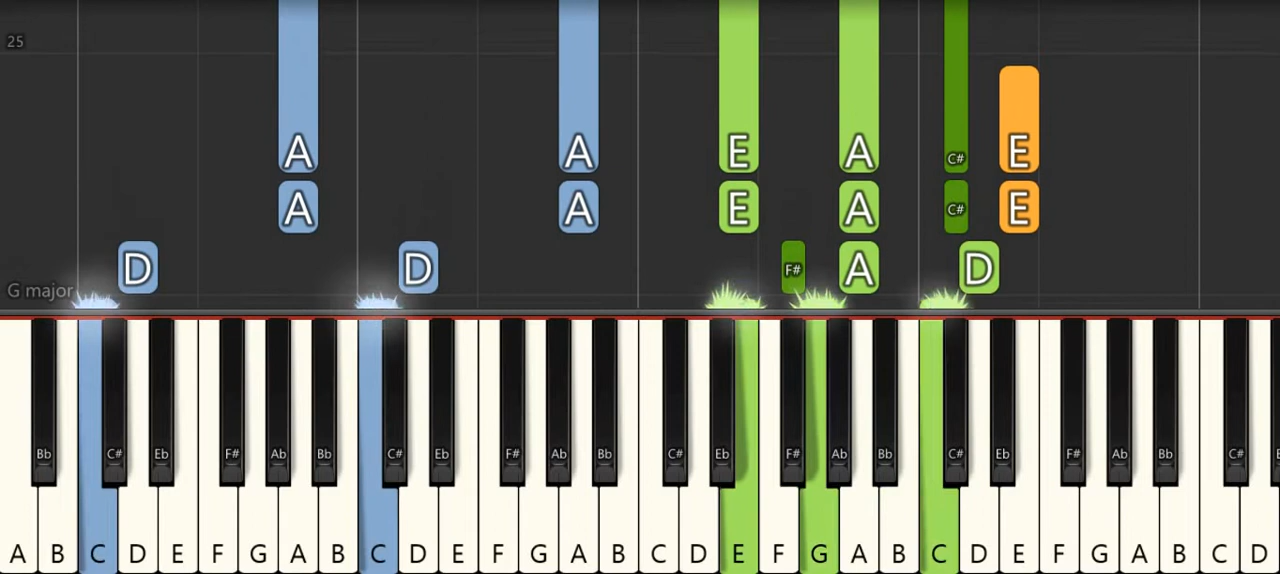 25
A A E A C# E
A A E A C# E
D D F# A D
G major
Bb C# Eb F# Ab Bb C# Eb F# Ab Bb C# Eb F# Ab Bb C# Eb F# Ab Bb C#
A B C D E F G A B C D E F G A B C D E F G A B C D E F G A B C D